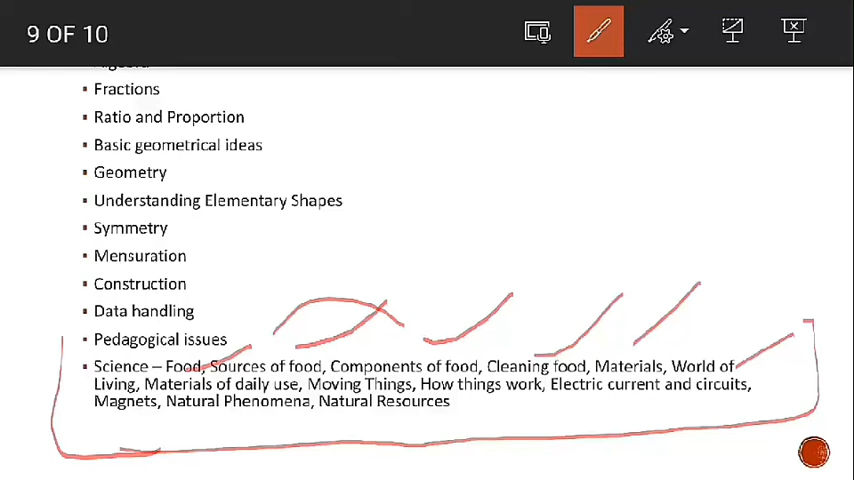 9 OF 10
Algebra
▪ Fractions
▪ Ratio and Proportion
▪ Basic geometrical ideas
▪ Geometry
▪ Understanding Elementary Shapes
▪ Symmetry
▪ Mensuration
▪ Construction
▪ Data handling
▪ Pedagogical issues
▪ Science – Food, Sources of food, Components of food, Cleaning food, Materials, World of
Living, Materials of daily use, Moving Things, How things work, Electric current and circuits,
Magnets, Natural Phenomena, Natural Resources